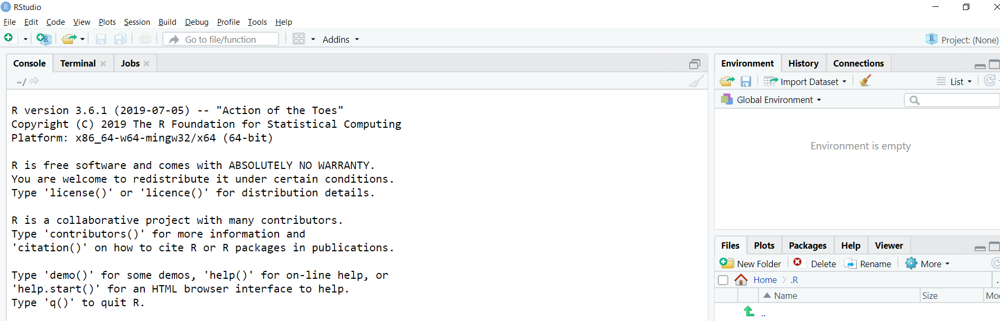 RStudio
File Edit Code View Plots Session Build Debug Profile Tools Help
Go to file/function Addins Project: (None)
Console Terminal Jobs
~/
R version 3.6.1 (2019-07-05) -- "Action of the Toes"
Copyright (C) 2019 The R Foundation for Statistical Computing
Platform: x86_64-w64-mingw32/x64 (64-bit)
R is free software and comes with ABSOLUTELY NO WARRANTY.
You are welcome to redistribute it under certain conditions.
Type 'license()' or 'licence()' for distribution details.
R is a collaborative project with many contributors.
Type 'contributors()' for more information and
'citation()' on how to cite R or R packages in publications.
Type 'demo()' for some demos, 'help()' for on-line help, or
'help.start()' for an HTML browser interface to help.
Type 'q()' to quit R.
Environment History Connections
Import Dataset List
Global Environment
Environment is empty
Files Plots Packages Help Viewer
New Folder Delete Rename More
Home .R
Name Size
..